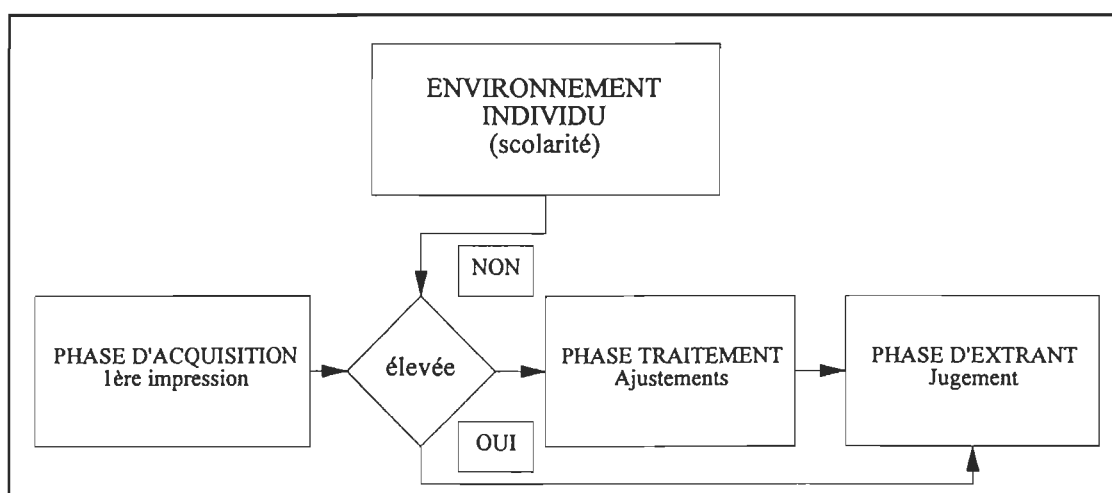 ENVIRONNEMENT
INDIVIDU
(scolarité)
NON
PHASE D'ACQUISITION
1ère impression
élevée
PHASE TRAITEMENT
Ajustements
PHASE D'EXTRANT
Jugement
OUI